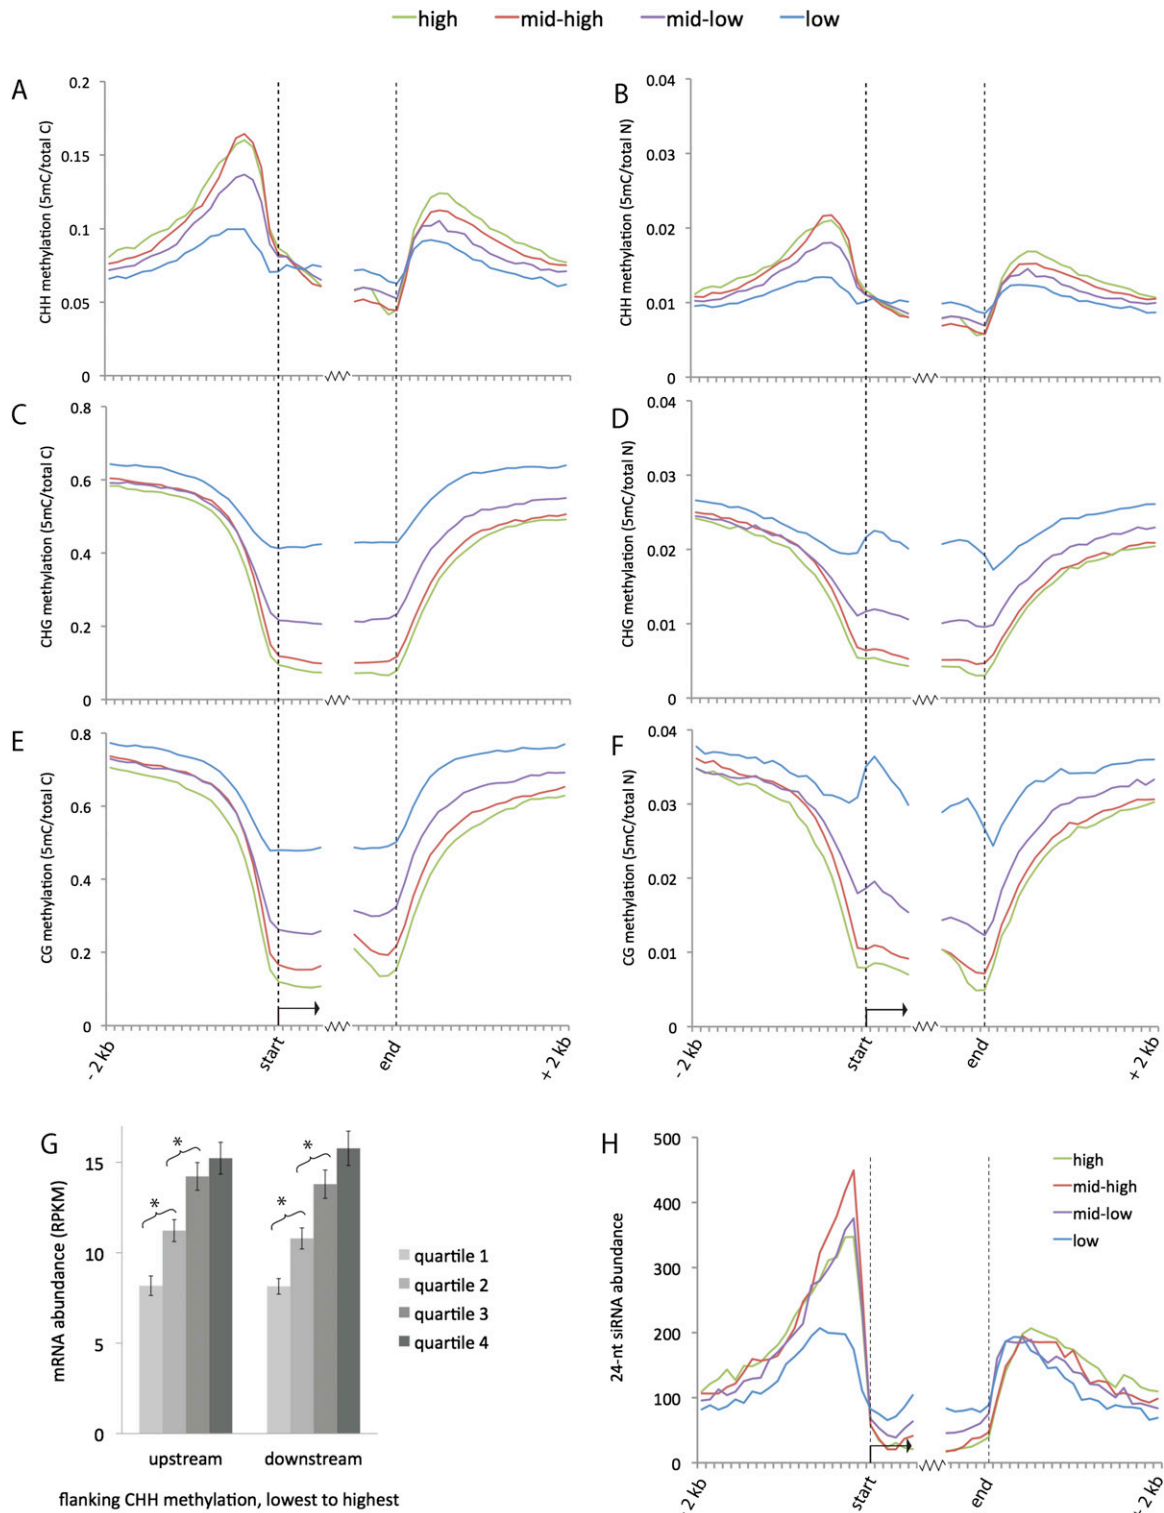 high mid-high mid-low low
A
CHH methylation (5mC/total C)
0.2
0.15
0.1
0.05
0
B
CHH methylation (5mC/total N)
0.04
0.03
0.02
0.01
0
C
CHG methylation (5mC/total C)
0.8
0.6
0.4
0.2
0
D
CHG methylation (5mC/total N)
0.04
0.03
0.02
0.01
0
E
CG methylation (5mC/total C)
0.8
0.6
0.4
0.2
0
- 2 kb
start
end
+ 2 kb
F
CG methylation (5mC/total N)
0.04
0.03
0.02
0.01
0
- 2 kb
start
end
+ 2 kb
G
mRNA abundance (RPKM)
15
10
5
0
* * * *
quartile 1
quartile 2
quartile 3
quartile 4
upstream downstream
flanking CHH methylation, lowest to highest
H
24-nt siRNA abundance
500
400
300
200
100
0
high
mid-high
mid-low
low
2 kb
start
end
2 kb